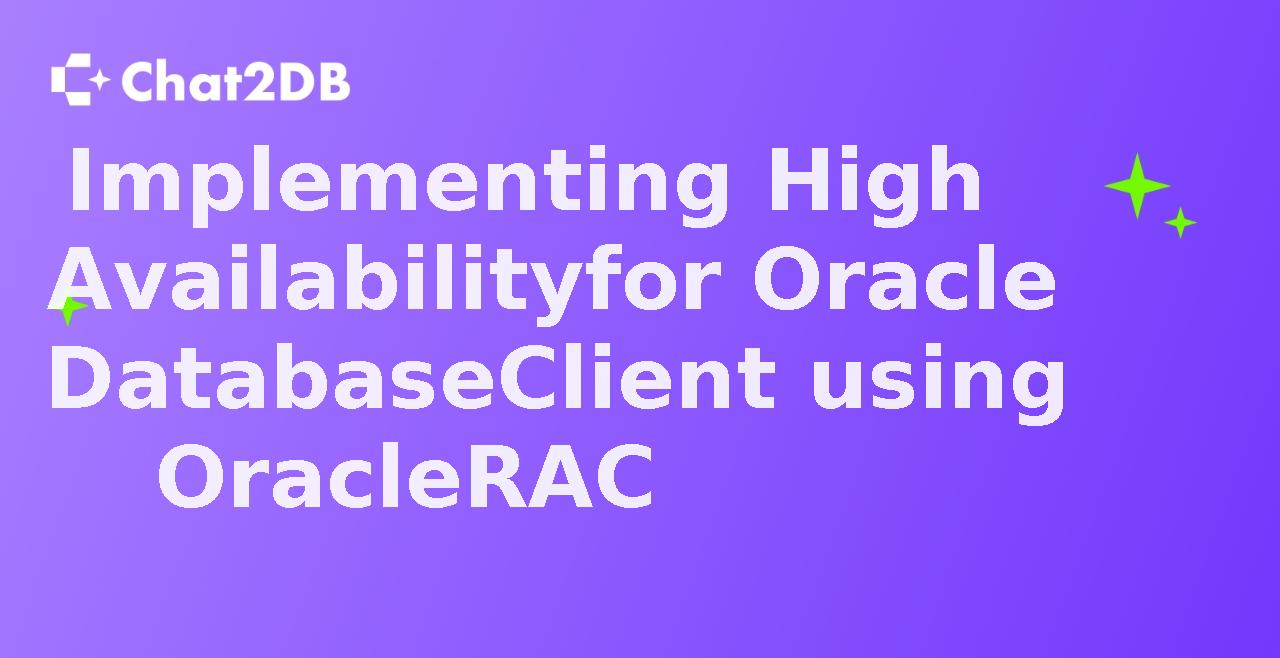 Chat2DB
Implementing High
Availabilityfor Oracle
DatabaseClient using
OracleRAC